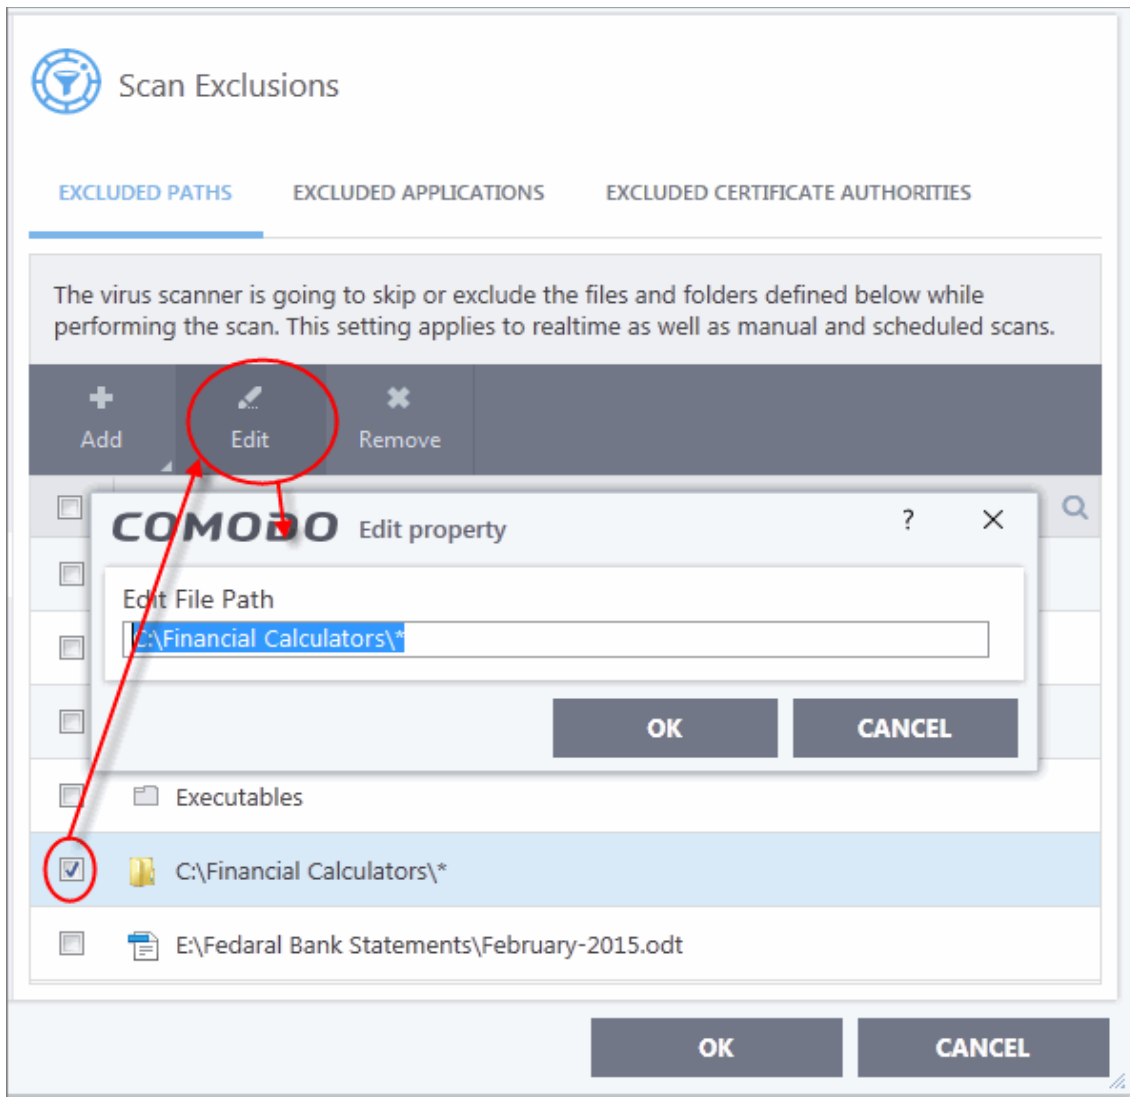 Scan Exclusions
EXCLUDED PATHS EXCLUDED APPLICATIONS EXCLUDED CERTIFICATE AUTHORITIES
The virus scanner is going to skip or exclude the files and folders defined below while
performing the scan. This setting applies to realtime as well as manual and scheduled scans.
Add Edit Remove
COMODO Edit property ?
Edit File Path
C:\Financial Calculators\*
OK CANCEL
Executables
C:\Financial Calculators\*
E:\Fedaral Bank Statements\February-2015.odt
OK CANCEL